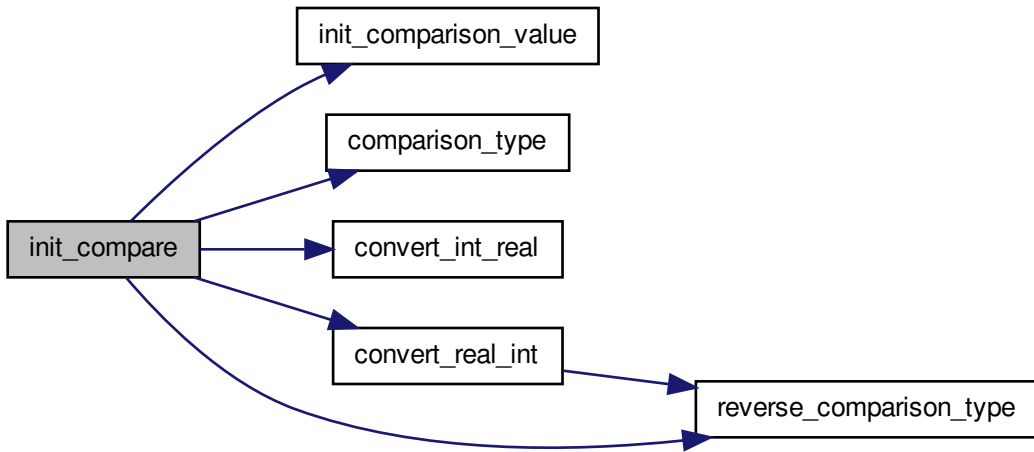 init_comparison_value
comparison_type
init_compare
convert_int_real
convert_real_int
reverse_comparison_type